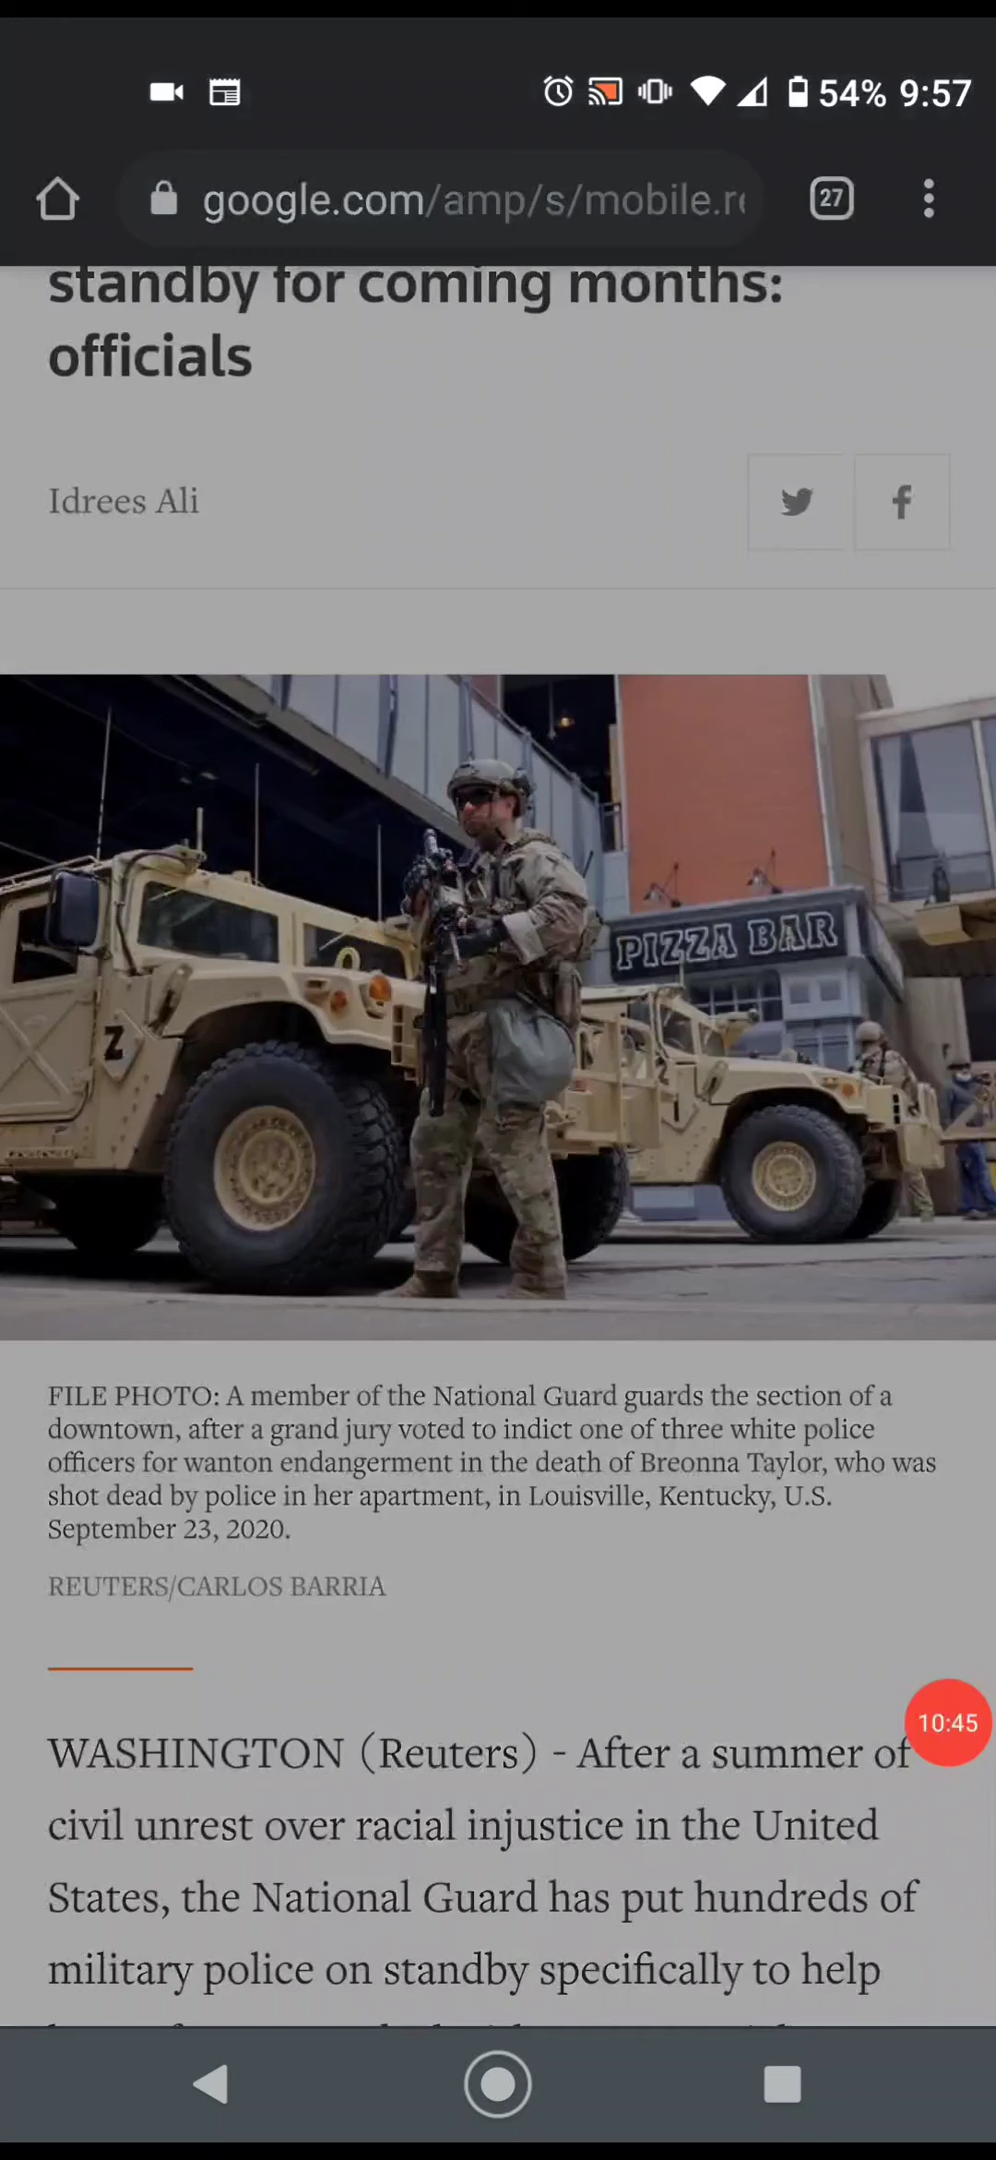 54% 9:57
google.com/amp/s/mobile.re
27
standby for coming months:
officials
Idrees Ali
PIZZA BAR
Z
Z
FILE PHOTO: A member of the National Guard guards the section of a
downtown, after a grand jury voted to indict one of three white police
officers for wanton endangerment in the death of Breonna Taylor, who was
shot dead by police in her apartment, in Louisville, Kentucky, U.S.
September 23, 2020.
REUTERS/CARLOS BARRIA
10:45
WASHINGTON (Reuters) - After a summer of
civil unrest over racial injustice in the United
States, the National Guard has put hundreds of
military police on standby specifically to help